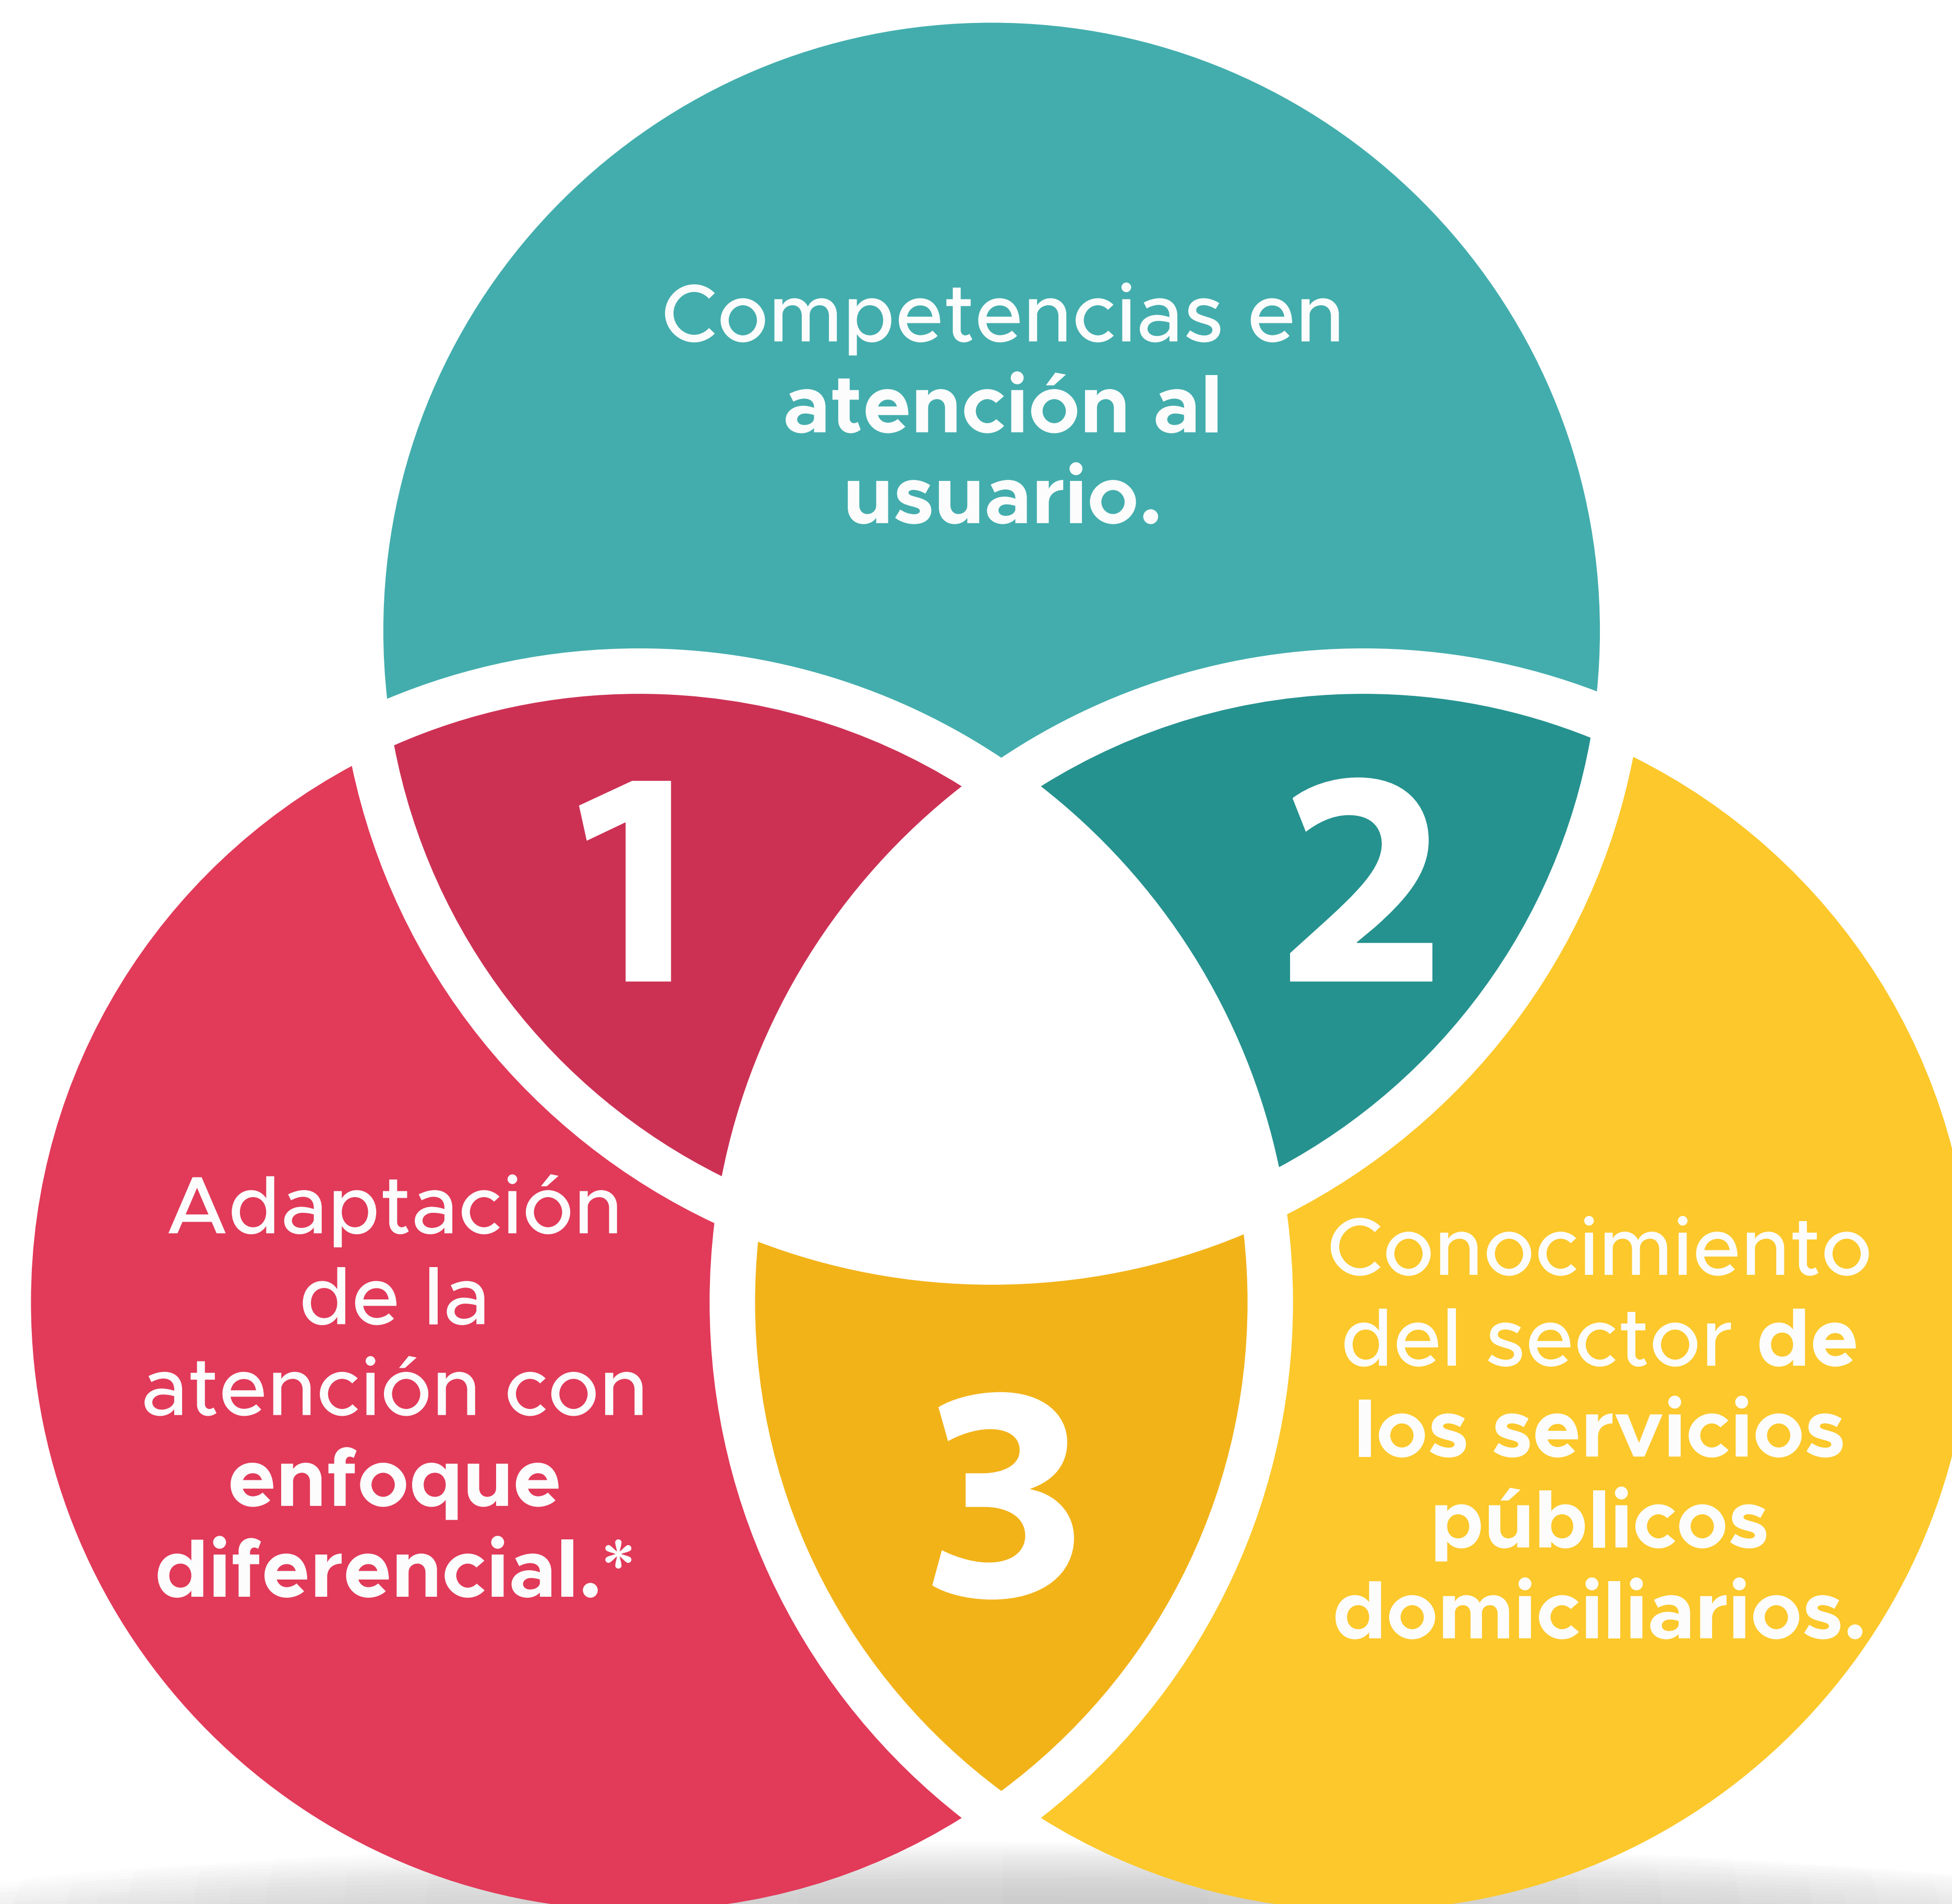 Competencias en
atención al
usuario.
1
2
Adaptación
de la
atención con
enfoque
diferencial.*
3
Conocimiento
del sector de
los servicios
públicos
domiciliarios.